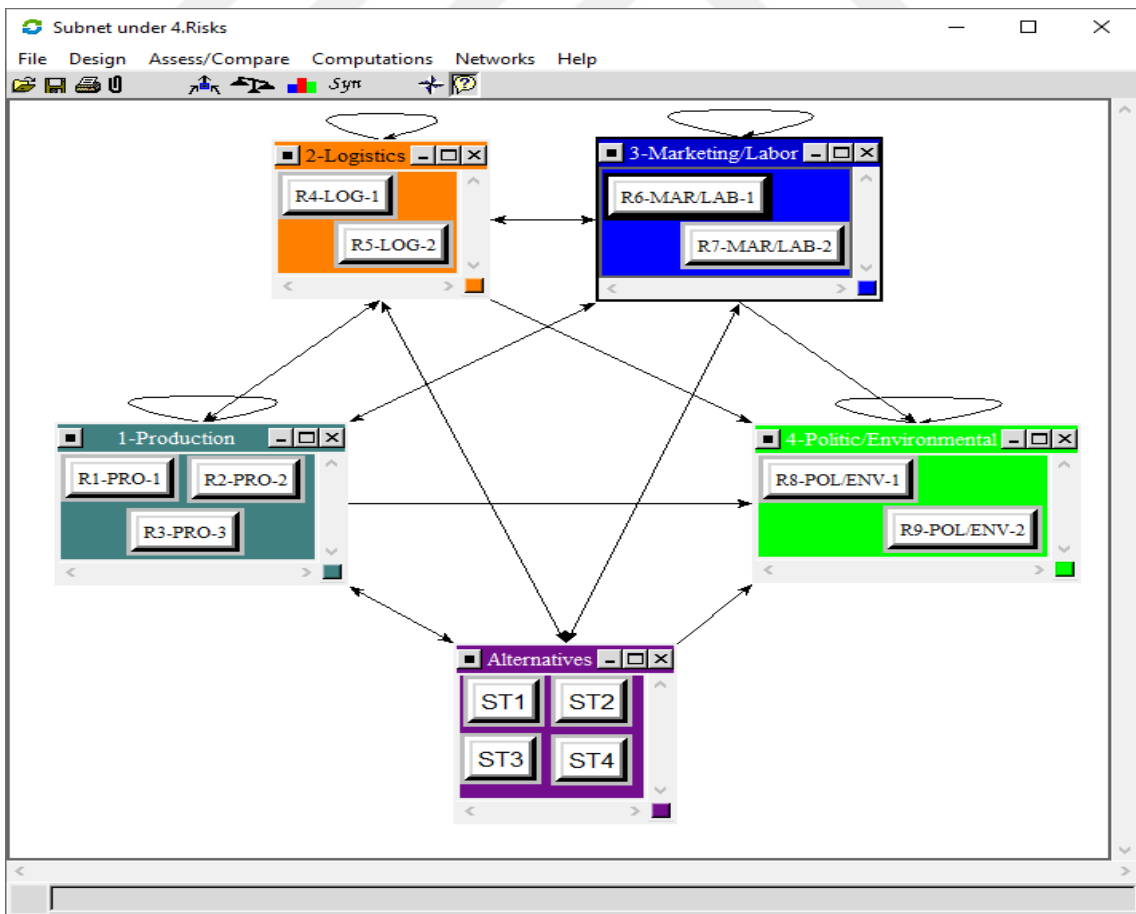 Subnet under 4.Risks
File Design Assess/Compare Computations Networks Help
Syn
2-Logistics
R4-LOG-1
R5-LOG-2
3-Marketing/Labor
R6-MAR/LAB-1
R7-MAR/LAB-2
1-Production
R1-PRO-1 R2-PRO-2
R3-PRO-3
4-Politic/Environmental
R8-POL/ENV-1
R9-POL/ENV-2
Alternatives
ST1 ST2
ST3 ST4